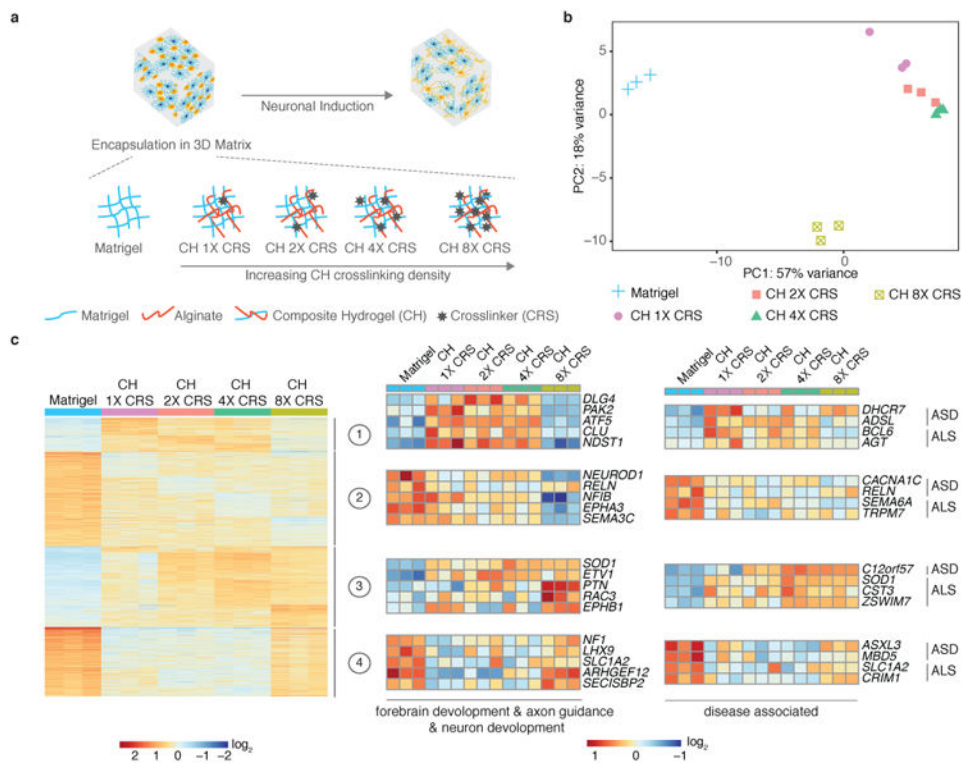 a
Neuronal Induction
Encapsulation in 3D Matrix
Matrigel CH 1X CRS CH 2X CRS CH 4X CRS CH 8X CRS
Increasing CH crosslinking density
Matrigel Alginate Composite Hydrogel (CH) Crosslinker (CRS)
b
PC2: 18% variance
5
0
−5
−10
−10 0
PC1: 57% variance
Matrigel CH 2X CRS CH 8X CRS
CH 1X CRS CH 4X CRS
c
CH CH CH CH
Matrigel 1X CRS 2X CRS 4X CRS 8X CRS
2 1 0 −1 −2 log2
Matrigel
CH 1X CRS
CH 2X CRS
CH 4X CRS
CH 8X CRS
1
DLG4
PAK2
ATF5
CLU
NDST1
2
NEUROD1
RELN
NFIB
EPHA3
SEMA3C
3
SOD1
ETV1
PTN
RAC3
EPHB1
4
NF1
LHX9
SLC1A2
ARHGEF12
SECISBP2
forebrain development & axon guidance
& neuron development
Matrigel
CH 1X CRS
CH 2X CRS
CH 4X CRS
CH 8X CRS
DHCR7
ADSL
BCL6
AGT
ASD
ALS
CACNA1C
RELN
SEMA6A
TRPM7
ASD
ALS
C12orf57
SOD1
CST3
ZSWIM7
ASD
ALS
ASXL3
MBD5
SLC1A2
CRIM1
ASD
ALS
disease associated
1 0 −1 log2